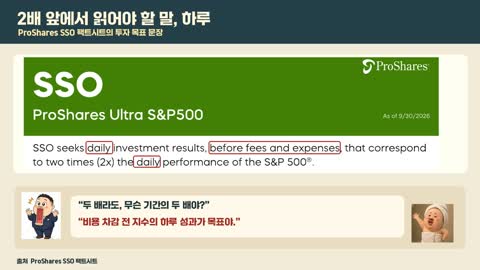 2배 앞에서 읽어야 할 말, 하루
ProShares SSO 팩트시트의 투자 목표 문장
ProShares®
SSO
ProShares Ultra S&P500
As of 9/30/2026
SSO seeks daily investment results, before fees and expenses, that correspond
to two times (2x) the daily performance of the S&P 500®.
“두 배라도, 무슨 기간의 두 배야?”
“비용 차감 전 지수의 하루 성과가 목표야.”
출처 ProShares SSO 팩트시트